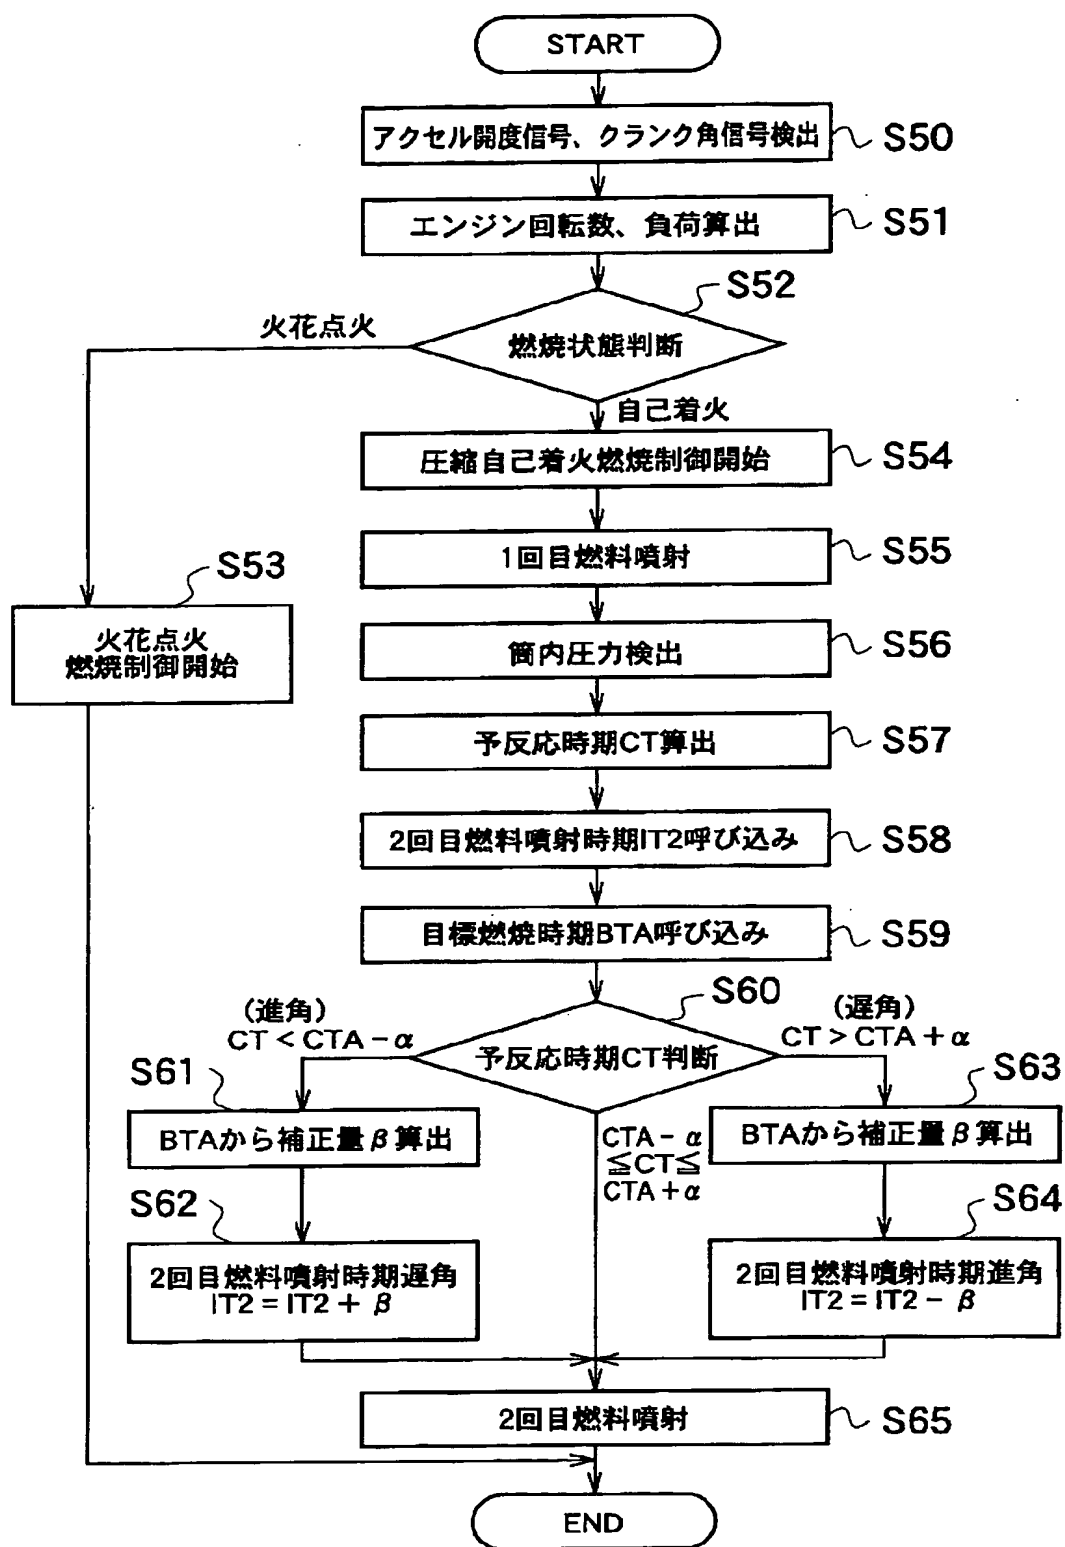 START
アクセル開度信号、クランク角信号検出
S50
エンジン回転数、負荷算出
S51
S52
火花点火
燃焼状態判断
自己着火
圧縮自己着火燃焼制御開始
S54
1回目燃料噴射
S55
S53
火花点火
燃焼制御開始
筒内圧力検出
S56
予反応時期CT算出
S57
2回目燃料噴射時期IT2呼び込み
S58
目標燃焼時期BTA呼び込み
S59
S60
(進角)
CT < CTA − α
(遅角)
CT > CTA + α
予反応時期CT判断
S61
BTAから補正量β算出
CTA − α
≦CT≦
CTA + α
S63
BTAから補正量β算出
S62
2回目燃料噴射時期遅角
IT2 = IT2 + β
S64
2回目燃料噴射時期進角
IT2 = IT2 − β
2回目燃料噴射
S65
END